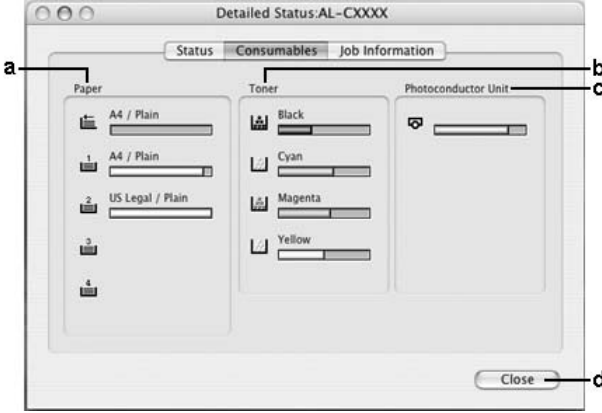 Detailed Status:AL-CXXXX
Status Consumables Job Information
a b
c
Paper Toner Photoconductor Unit
A4 / Plain
Black
1 A4 / Plain
Cyan
2 US Legal / Plain
Magenta
3
Yellow
4
Close d